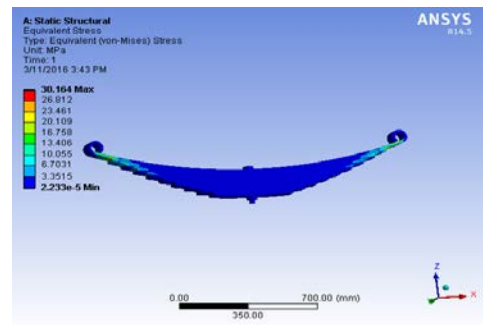 A: Static Structural
Equivalent Stress
Type: Equivalent (von-Mises) Stress
Unit: MPa
Time: 1
3/11/2016 3:43 PM
30.164 Max
26.812
23.461
20.109
16.758
13.406
10.055
6.7031
3.3515
2.233e-5 Min
ANSYS
R14.5
Z
X
0.00
700.00 (mm)
350.00